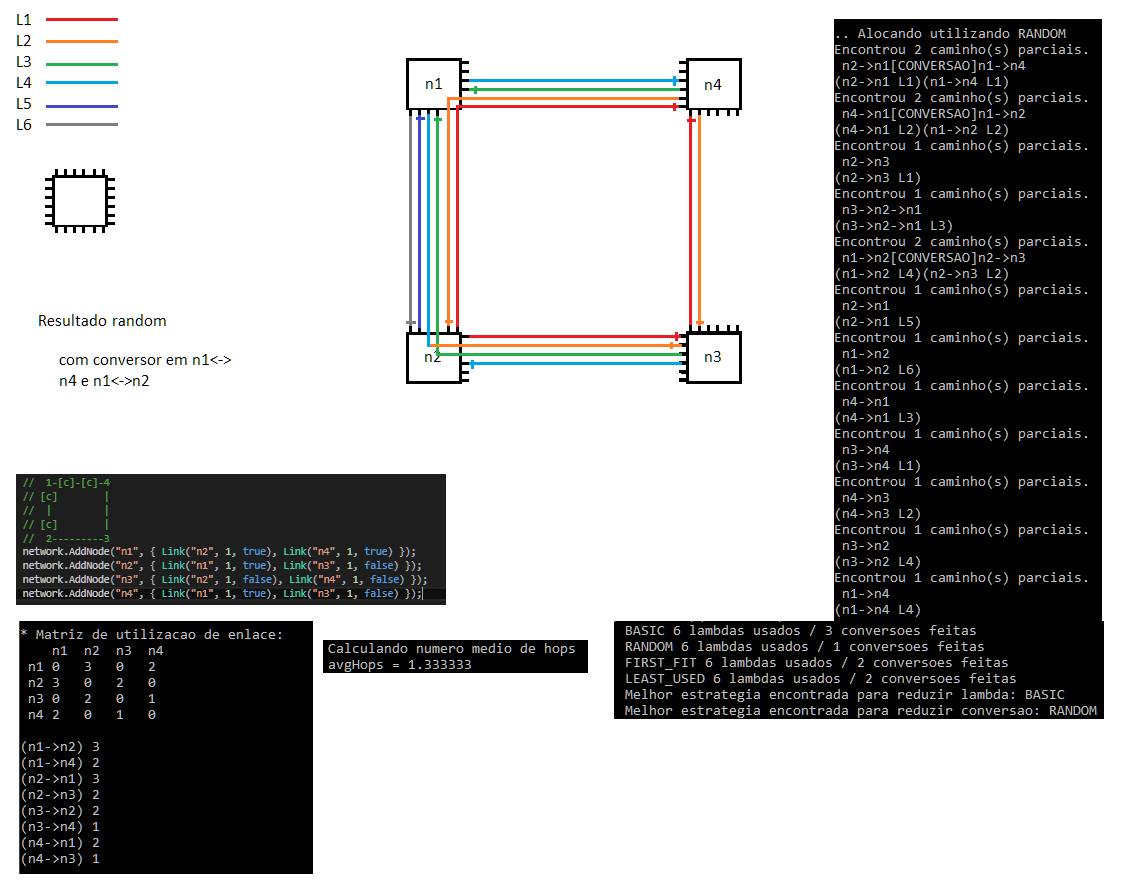 L1
L2
L3
L4
L5
L6
n1
n4
n2
n3
Resultado random
com conversor em n1<->
n4 e n1<->n2
.. Alocando utilizando RANDOM
Encontrou 2 caminho(s) parciais.
n2->n1[CONVERSAO]n1->n4
(n2->n1 L1)(n1->n4 L1)
Encontrou 2 caminho(s) parciais.
n4->n1[CONVERSAO]n1->n2
(n4->n1 L2)(n1->n2 L2)
Encontrou 1 caminho(s) parciais.
n2->n3
(n2->n3 L1)
Encontrou 1 caminho(s) parciais.
n3->n2->n1
(n3->n2->n1 L3)
Encontrou 2 caminho(s) parciais.
n1->n2[CONVERSAO]n2->n3
(n1->n2 L4)(n2->n3 L2)
Encontrou 1 caminho(s) parciais.
n2->n1
(n2->n1 L5)
Encontrou 1 caminho(s) parciais.
n1->n2
(n1->n2 L6)
Encontrou 1 caminho(s) parciais.
n4->n1
(n4->n1 L3)
Encontrou 1 caminho(s) parciais.
n3->n4
(n3->n4 L1)
Encontrou 1 caminho(s) parciais.
n4->n3
(n4->n3 L2)
Encontrou 1 caminho(s) parciais.
n3->n2
(n3->n2 L4)
Encontrou 1 caminho(s) parciais.
n1->n4
(n1->n4 L4)
//  1-[c]-[c]-4
// [c]        |
//  |         |
// [c]        |
//  2---------3
network.AddNode("n1", { Link("n2", 1, true), Link("n4", 1, true) });
network.AddNode("n2", { Link("n1", 1, true), Link("n3", 1, false) });
network.AddNode("n3", { Link("n2", 1, false), Link("n4", 1, false) });
network.AddNode("n4", { Link("n1", 1, true), Link("n3", 1, false) });
* Matriz de utilizacao de enlace:
n1 n2 n3 n4
n1 0 3 0 2
n2 3 0 2 0
n3 0 2 0 1
n4 2 0 1 0
(n1->n2) 3
(n1->n4) 2
(n2->n1) 3
(n2->n3) 2
(n3->n2) 2
(n3->n4) 1
(n4->n1) 2
(n4->n3) 1
Calculando numero medio de hops
avgHops = 1.333333
BASIC 6 lambdas usados / 3 conversoes feitas
RANDOM 6 lambdas usados / 1 conversoes feitas
FIRST_FIT 6 lambdas usados / 2 conversoes feitas
LEAST_USED 6 lambdas usados / 2 conversoes feitas
Melhor estrategia encontrada para reduzir lambda: BASIC
Melhor estrategia encontrada para reduzir conversao: RANDOM